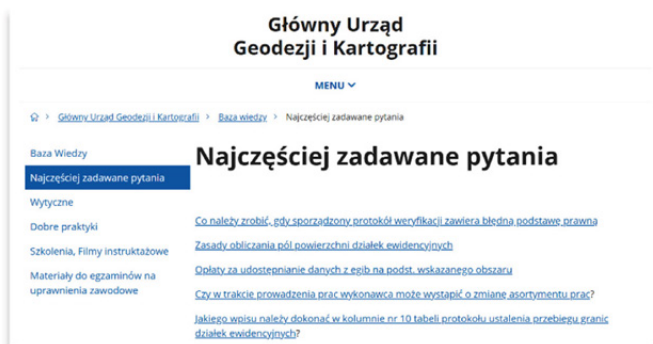 Główny Urząd
Geodezji i Kartografii
MENU
Główny Urząd Geodezji i Kartografii > Baza wiedzy > Najczęściej zadawane pytania
Baza Wiedzy
Najczęściej zadawane pytania
Wytyczne
Dobre praktyki
Szkolenia, Filmy instruktażowe
Materiały do egzaminów na
uprawnienia zawodowe
Najczęściej zadawane pytania
Co należy zrobić, gdy sporządzony protokół weryfikacji zawiera błędną podstawę prawną
Zasady obliczania pól powierzchni działek ewidencyjnych
Opłaty za udostępnianie danych z egib na podst. wskazanego obszaru
Czy w trakcie prowadzenia prac wykonawca może wystąpić o zmianę asortymentu prac?
Jakiego wpisu należy dokonać w kolumnie nr 10 tabeli protokołu ustalenia przebiegu granic
działek ewidencyjnych?